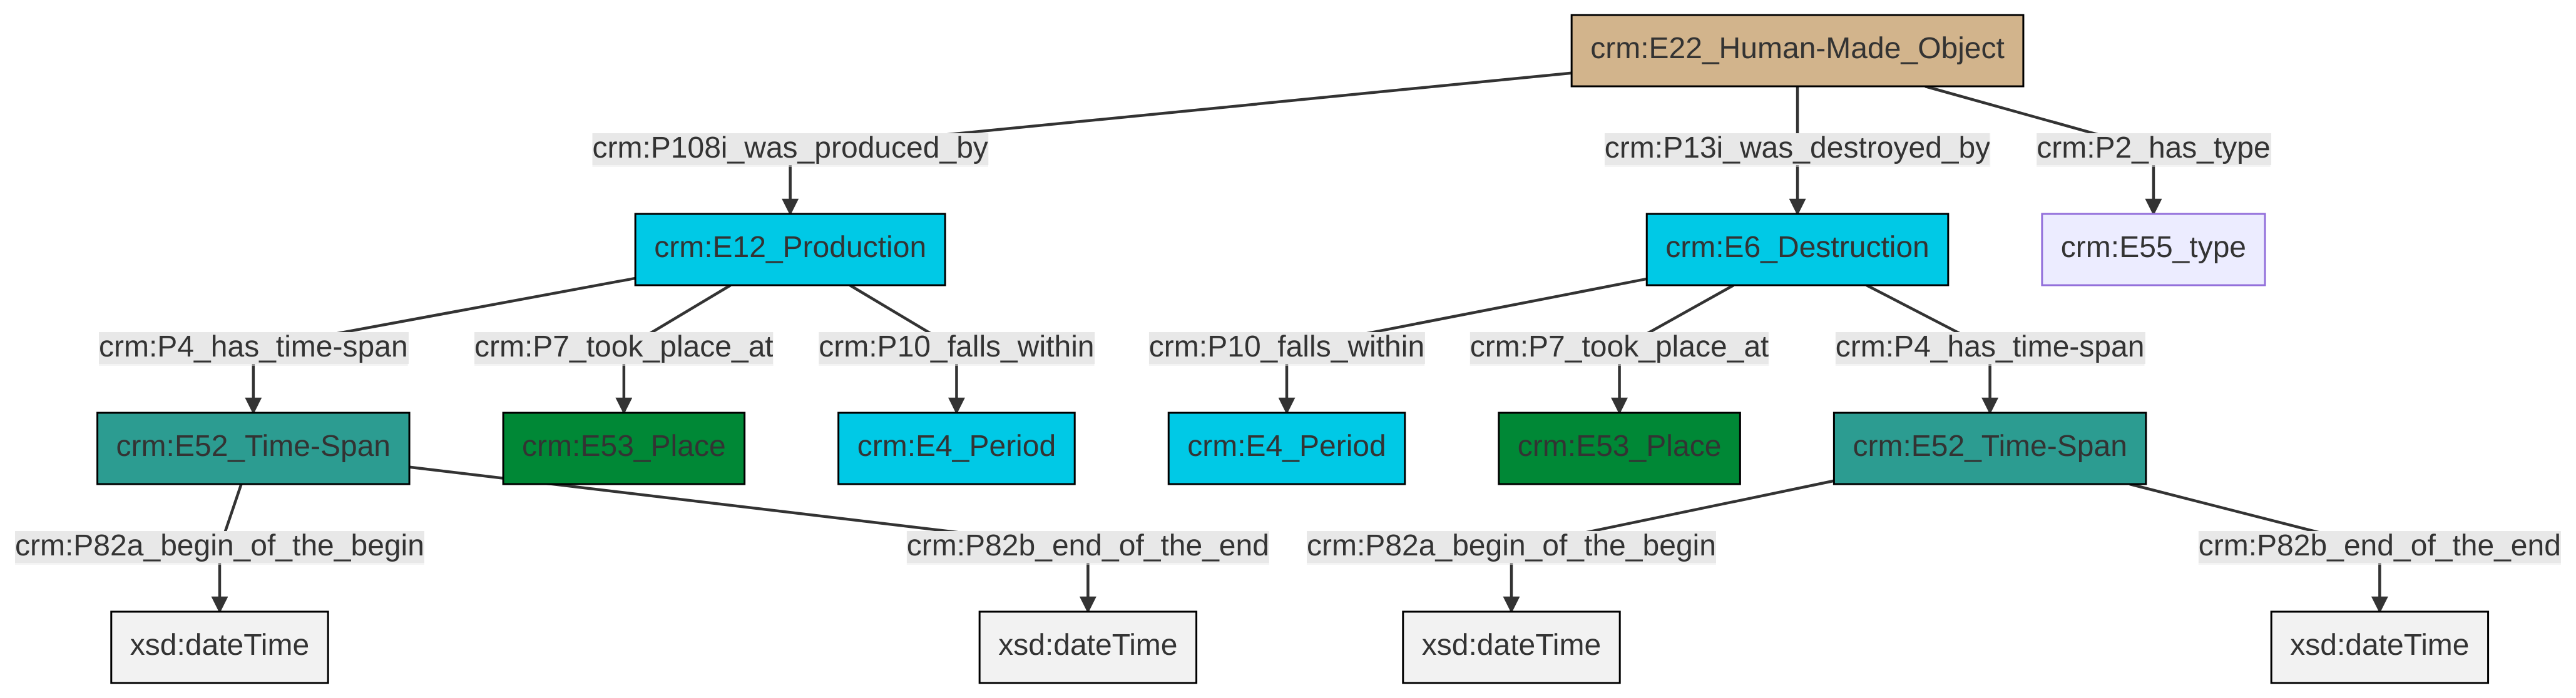 crm:E22_Human-Made_Object
crm:P108i_was_produced_by
crm:P13i_was_destroyed_by
crm:P2_has_type
crm:E12_Production
crm:E6_Destruction
crm:E55_type
crm:P4_has_time-span
crm:P7_took_place_at
crm:P10_falls_within
crm:P10_falls_within
crm:P7_took_place_at
crm:P4_has_time-span
crm:E52_Time-Span
crm:E53_Place
crm:E4_Period
crm:E4_Period
crm:E53_Place
crm:E52_Time-Span
crm:P82a_begin_of_the_begin
crm:P82b_end_of_the_end
crm:P82a_begin_of_the_begin
crm:P82b_end_of_the_end
xsd:dateTime
xsd:dateTime
xsd:dateTime
xsd:dateTime